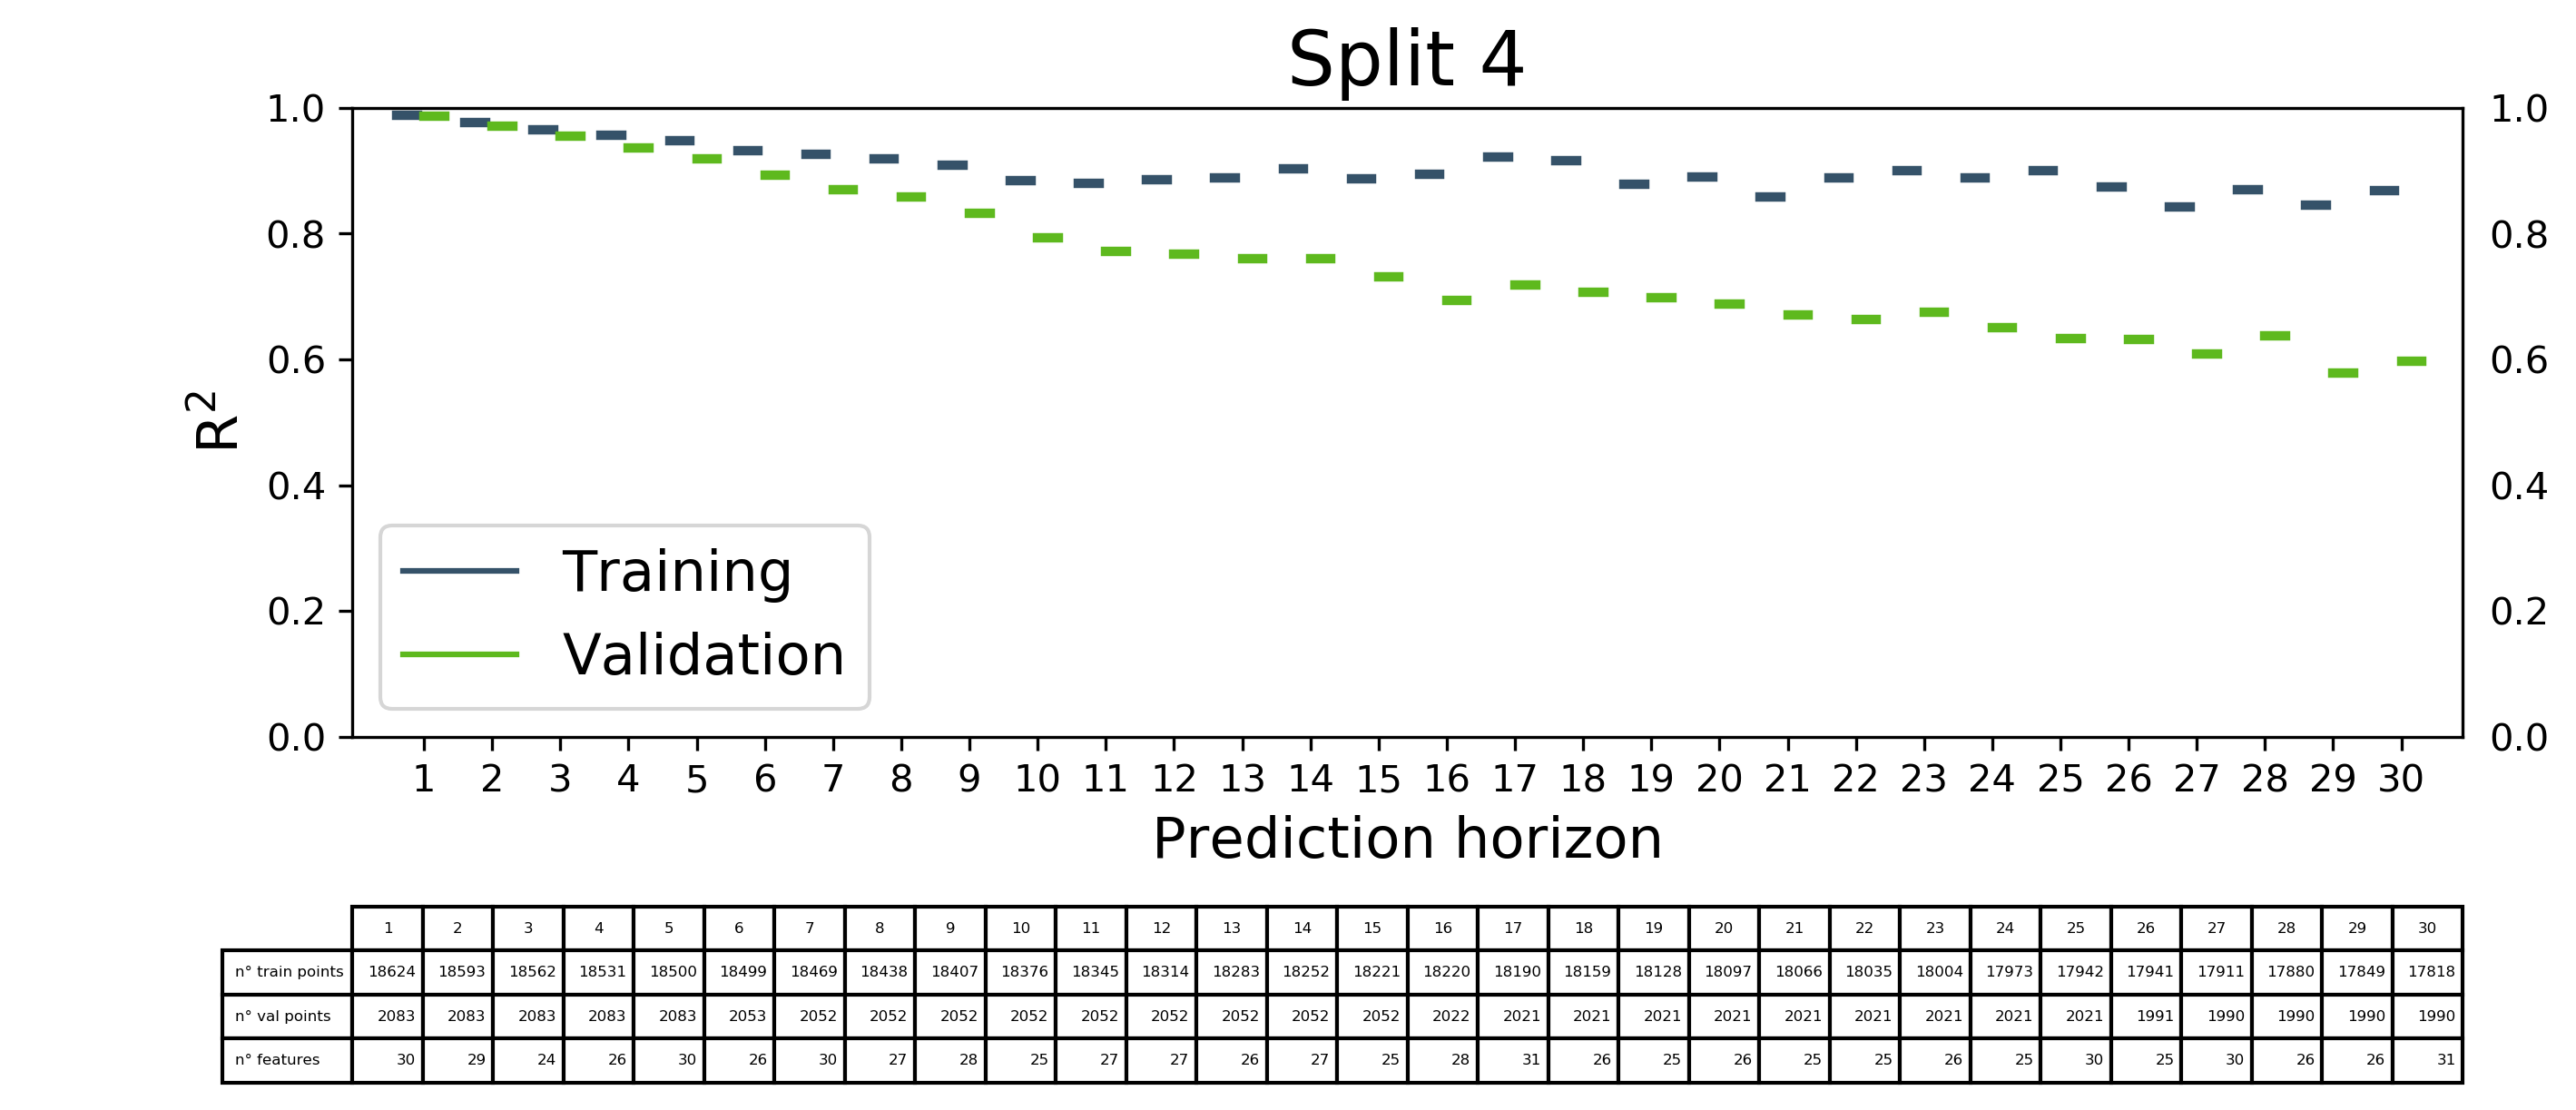 Split 4
1.0 1.0
0.8 0.8
0.6 0.6
0.4 0.4
0.2 0.2
0.0 0.0
R²
Training
Validation
1 2 3 4 5 6 7 8 9 10 11 12 13 14 15 16 17 18 19 20 21 22 23 24 25 26 27 28 29 30
Prediction horizon
1 2 3 4 5 6 7 8 9 10 11 12 13 14 15 16 17 18 19 20 21 22 23 24 25 26 27 28 29 30
n° train points 18624 18593 18562 18531 18500 18499 18469 18438 18407 18376 18345 18314 18283 18252 18221 18220 18190 18159 18128 18097 18066 18035 18004 17973 17942 17941 17911 17880 17849 17818
n° val points 2083 2083 2083 2083 2083 2053 2052 2052 2052 2052 2052 2052 2052 2052 2052 2022 2021 2021 2021 2021 2021 2021 2021 2021 2021 1991 1990 1990 1990 1990
n° features 30 29 24 26 30 26 30 27 28 25 27 27 26 27 25 28 31 26 25 26 25 25 26 25 30 25 30 26 26 31